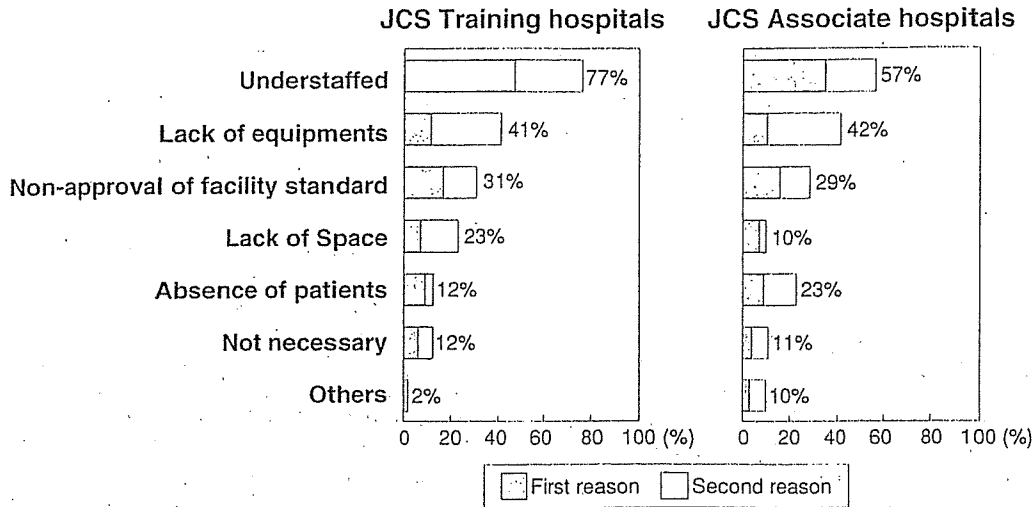 JCS Training hospitals JCS Associate hospitals
Understaffed 77% 57%
Lack of equipments 41% 42%
Non-approval of facility standard 31% 29%
Lack of Space 23% 10%
Absence of patients 12% 23%
Not necessary 12% 11%
Others 2% 10%
0 20 40 60 80 100 (%) 0 20 40 60 80 100 (%)
First reason Second reason